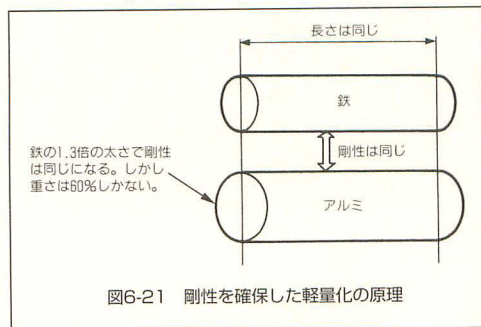 長さは同じ
鉄
剛性は同じ
鉄の1.3倍の太さで剛性
は同じになる。しかし
重さは60%しかない。
アルミ
図6-21　剛性を確保した軽量化の原理